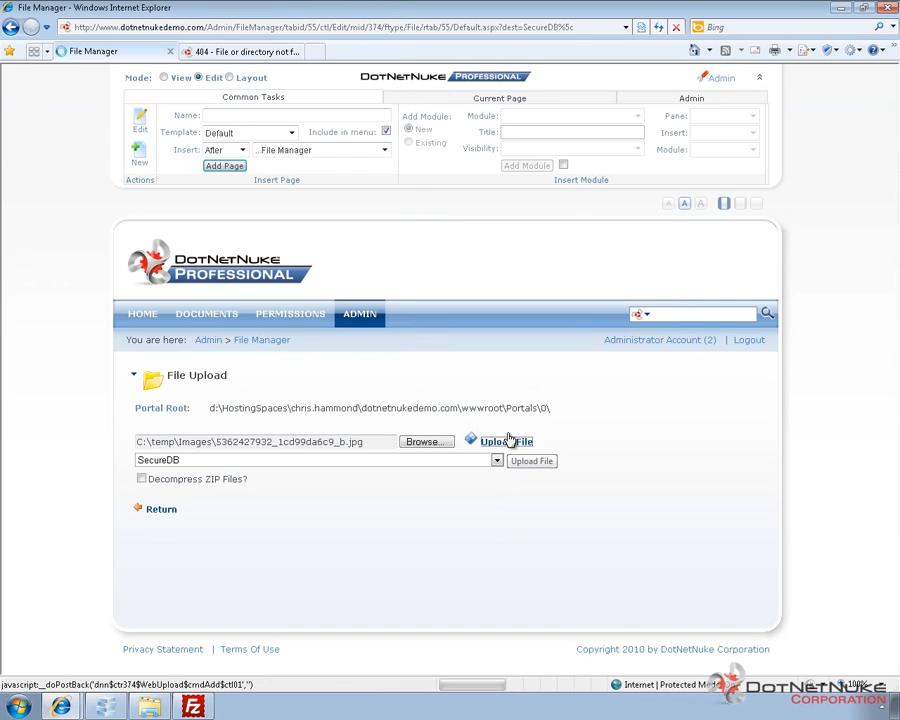 File Manager - Windows Internet Explorer
http://www.dotnetnukedemo.com/Admin/FileManager/tabid/55/ctl/Edit/mid/374/ftype/File/rtab/55/Default.aspx?dest=SecureDB%5c
Bing
File Manager
404 - File or directory not f...
Mode: View Edit Layout
DOTNETNUKE PROFESSIONAL
Admin
Common Tasks
Current Page
Admin
Edit
New
Actions
Name:
Template: Default
Include in menu:
Insert: After
...File Manager
Add Page
Insert Page
Add Module:
New
Existing
Module:
Title:
Visibility:
Add Module
Pane:
Insert:
Module:
Insert Module
A A A
DOTNETNUKE
PROFESSIONAL
HOME DOCUMENTS PERMISSIONS ADMIN
You are here: Admin > File Manager
Administrator Account (2) | Logout
File Upload
Portal Root: d:\HostingSpaces\chris.hammond\dotnetnukedemo.com\wwwroot\Portals\0\
C:\temp\Images\5362427932_1cd99da6c9_b.jpg
Browse...
Upload File
SecureDB
Upload File
Decompress ZIP Files?
Return
Privacy Statement | Terms Of Use
Copyright 2010 by DotNetNuke Corporation
javascript:__doPostBack('dnn$ctr374$WebUpload$cmdAdd$ctl01','')
Internet | Protected
100%
DOTNETNUKE
CORPORATION